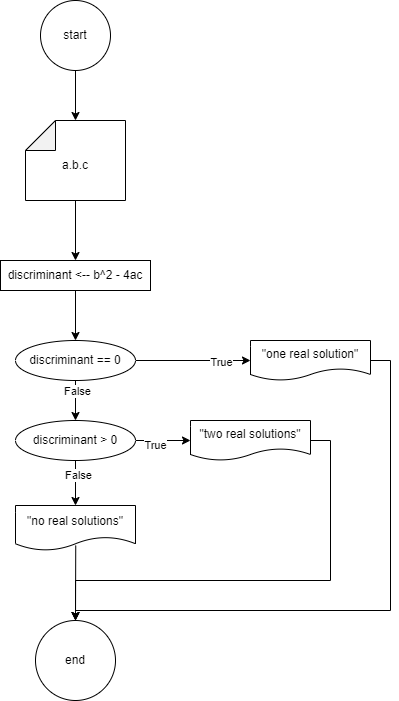 start
a.b.c
discriminant <-- b^2 - 4ac
discriminant == 0
True
"one real solution"
False
discriminant > 0
True
"two real solutions"
False
"no real solutions"
end